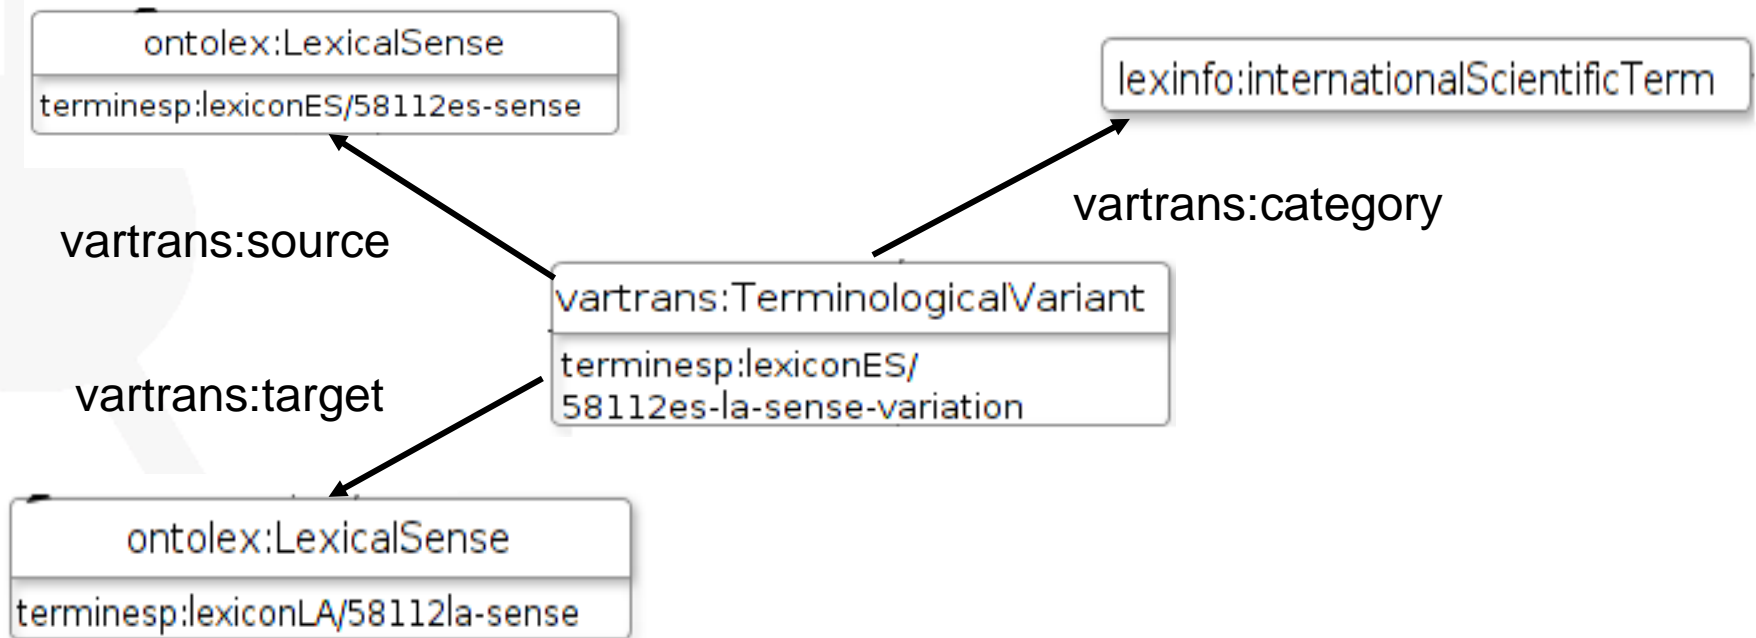 ontolex:LexicalSense
terminesp:lexiconES/58112es-sense
lexinfo:internationalScientificTerm
vartrans:source
vartrans:category
vartrans:TerminologicalVariant
terminesp:lexiconES/
58112es-la-sense-variation
vartrans:target
ontolex:LexicalSense
terminesp:lexiconLA/58112la-sense